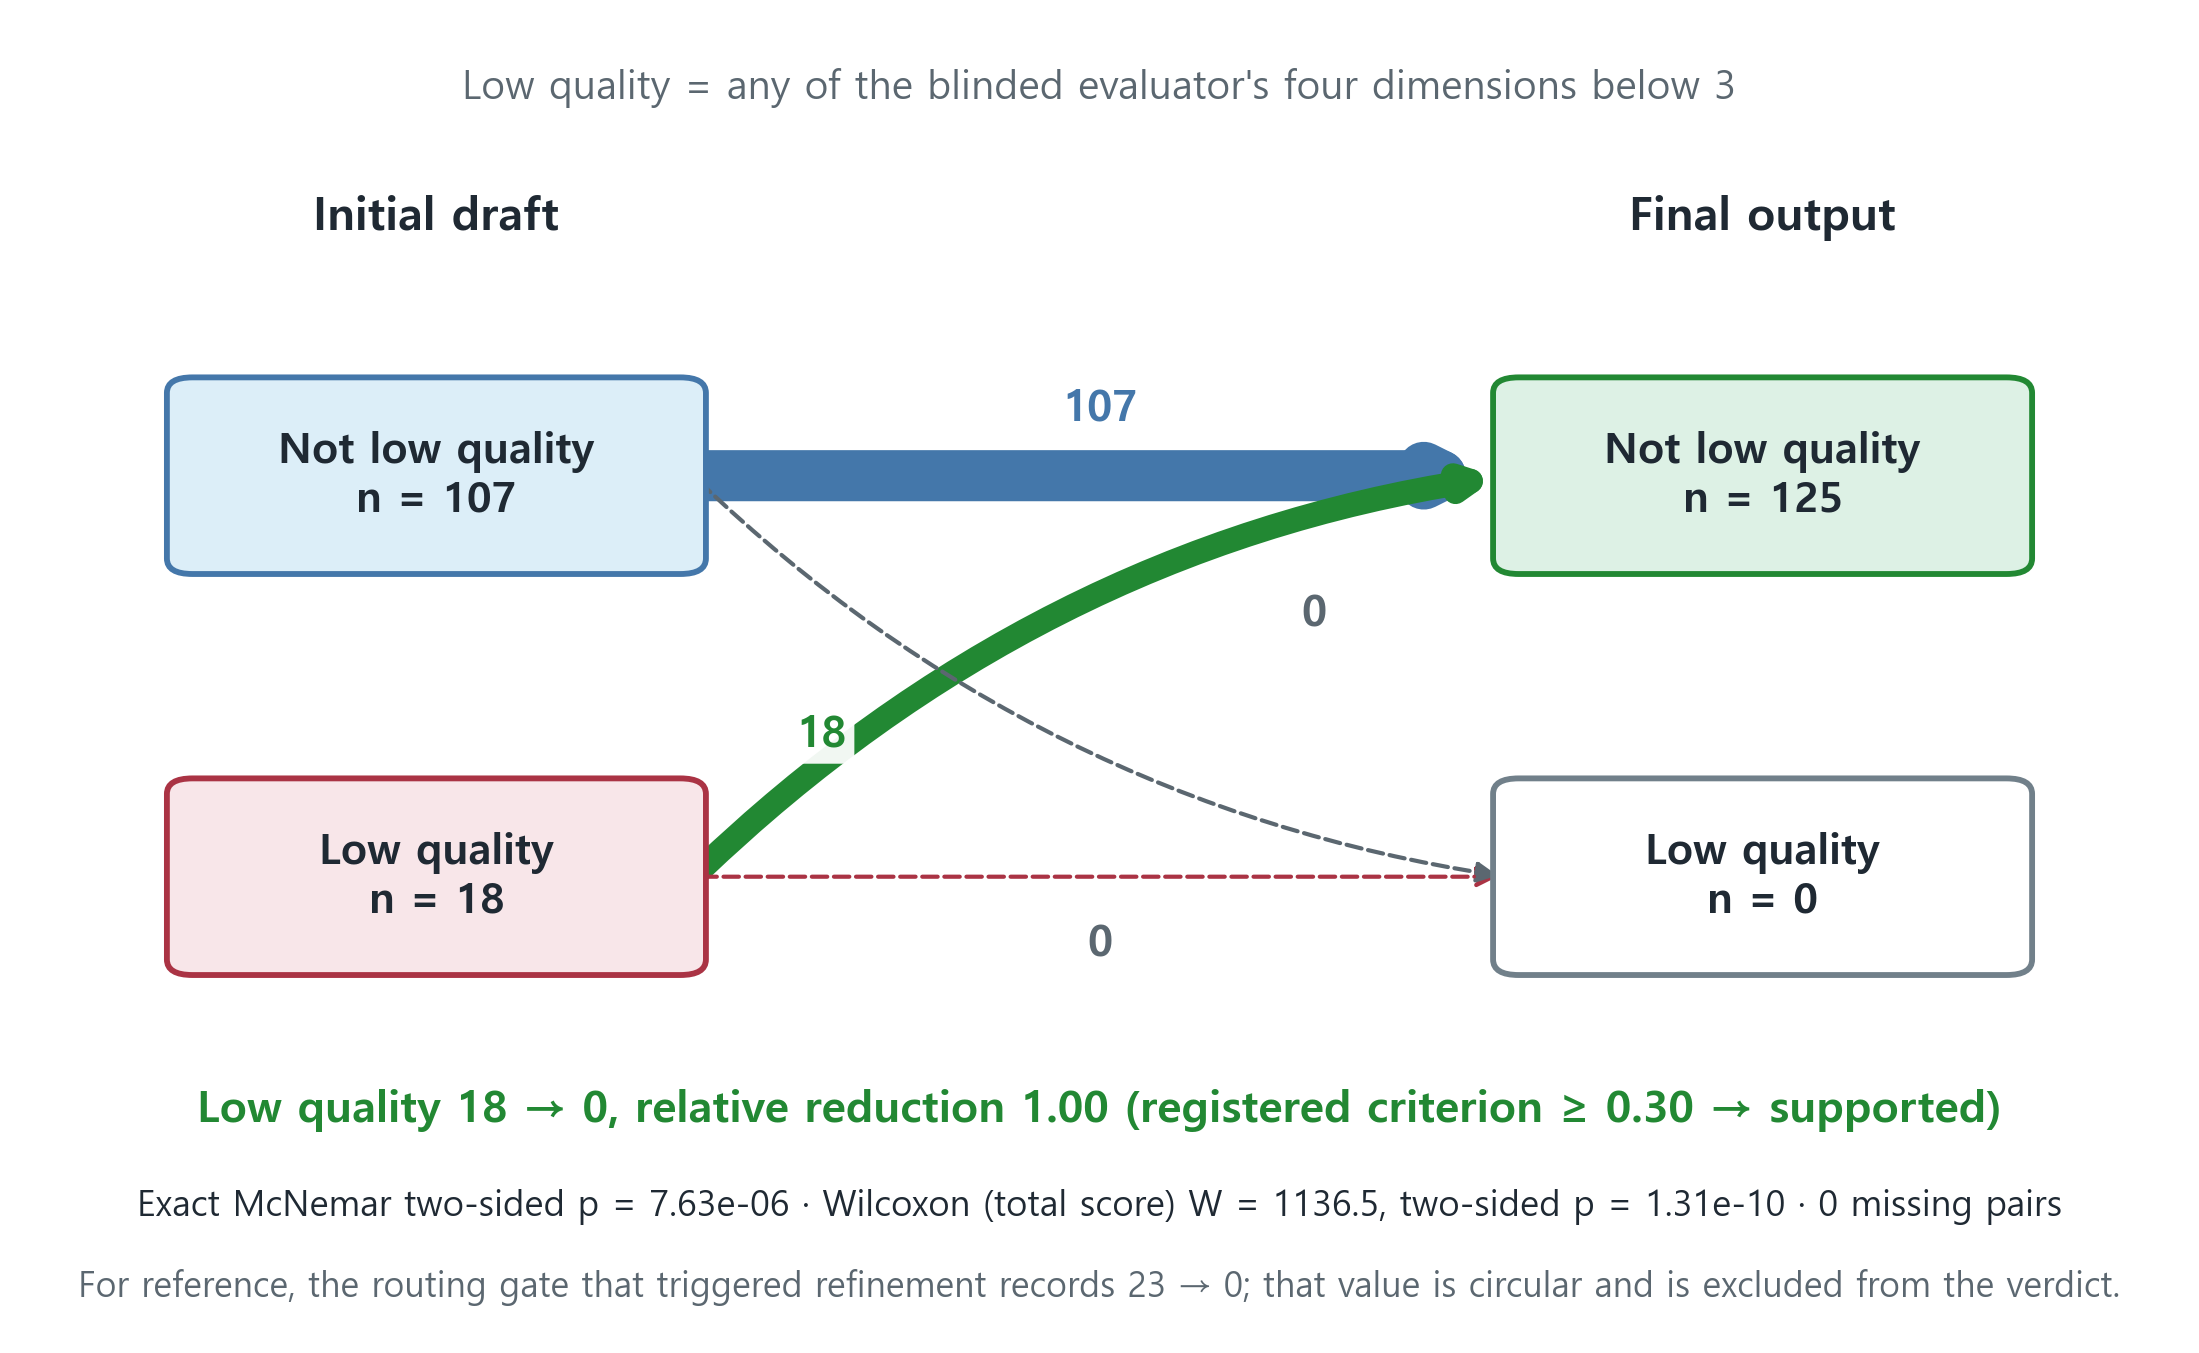 Low quality = any of the blinded evaluator's four dimensions below 3
Initial draft
Final output
Not low quality
n = 107
107
Not low quality
n = 125
0
18
Low quality
n = 18
0
Low quality
n = 0
Low quality 18 → 0, relative reduction 1.00 (registered criterion ≥ 0.30 → supported)
Exact McNemar two-sided p = 7.63e-06 · Wilcoxon (total score) W = 1136.5, two-sided p = 1.31e-10 · 0 missing pairs
For reference, the routing gate that triggered refinement records 23 → 0; that value is circular and is excluded from the verdict.